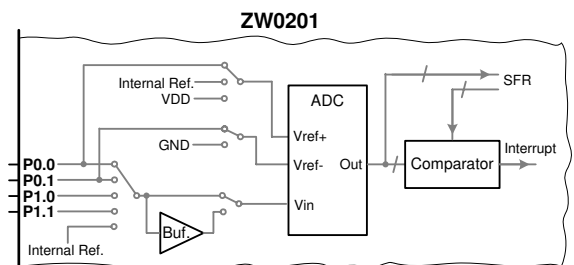 ZW0201
Internal Ref.
VDD
GND
P0.0
P0.1
P1.0
P1.1
Internal Ref.
Buf.
ADC
Vref+
Vref-
Vin
Out
SFR
Comparator
Interrupt